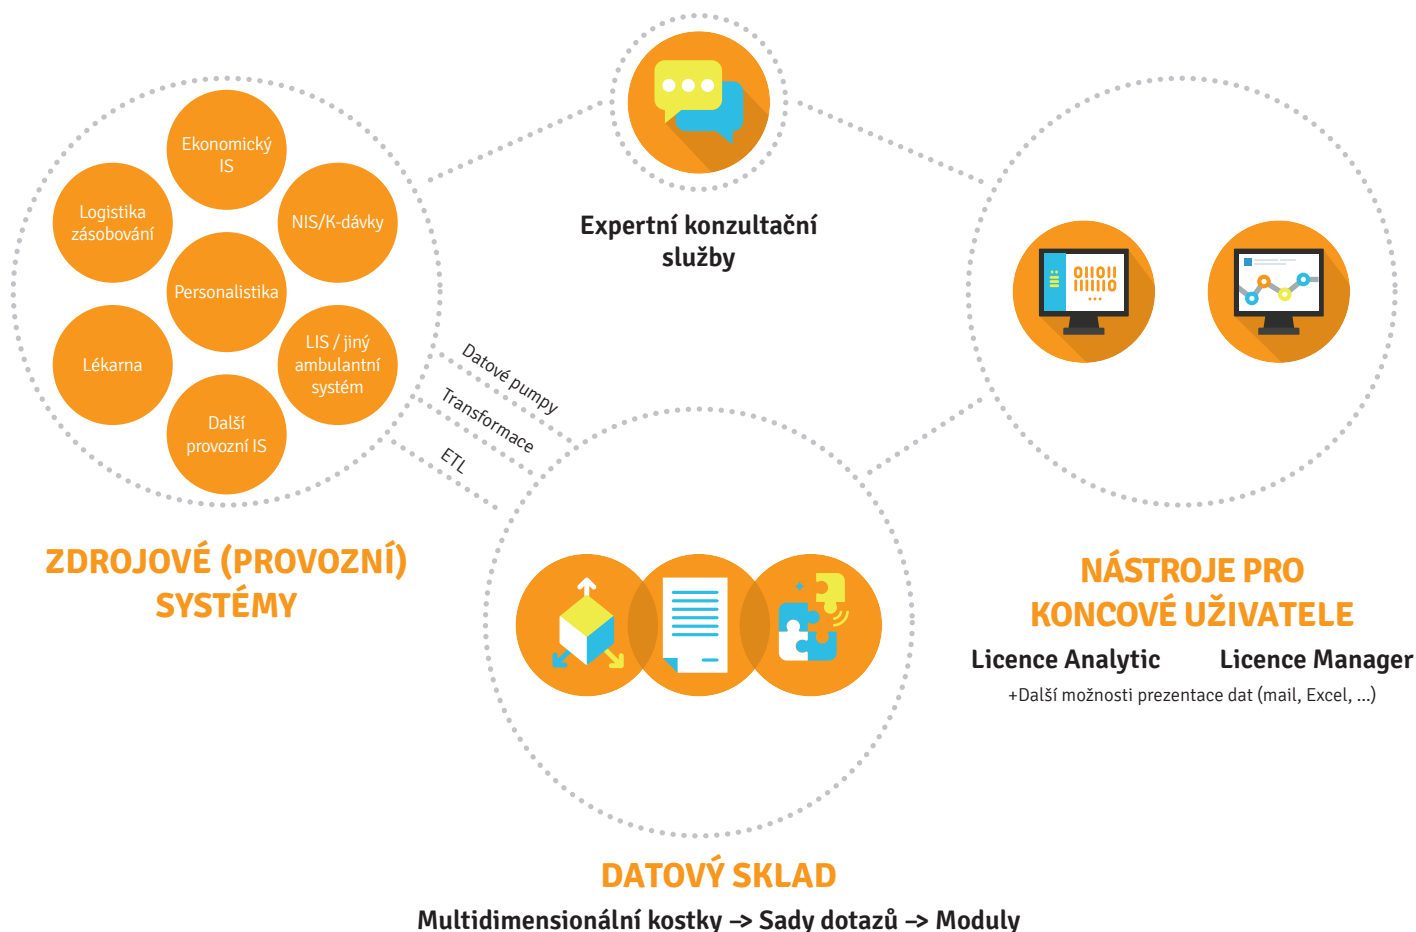 Ekonomický
IS
Logistika
zásobování
NIS/K-dávky
Personalistika
Lékarna
LIS / jiný
ambulantní
systém
Další
provozní IS
ZDROJOVÉ (PROVOZNÍ)
SYSTÉMY
Expertní konzultační
služby
Datové pumpy
Transformace
ETL
011011
1111110
NÁSTROJE PRO
KONCOVÉ UŽIVATELE
Licence Analytic
Licence Manager
+Další možnosti prezentace dat (mail, Excel, ...)
DATOVÝ SKLAD
Multidimensionální kostky -> Sady dotazů -> Moduly